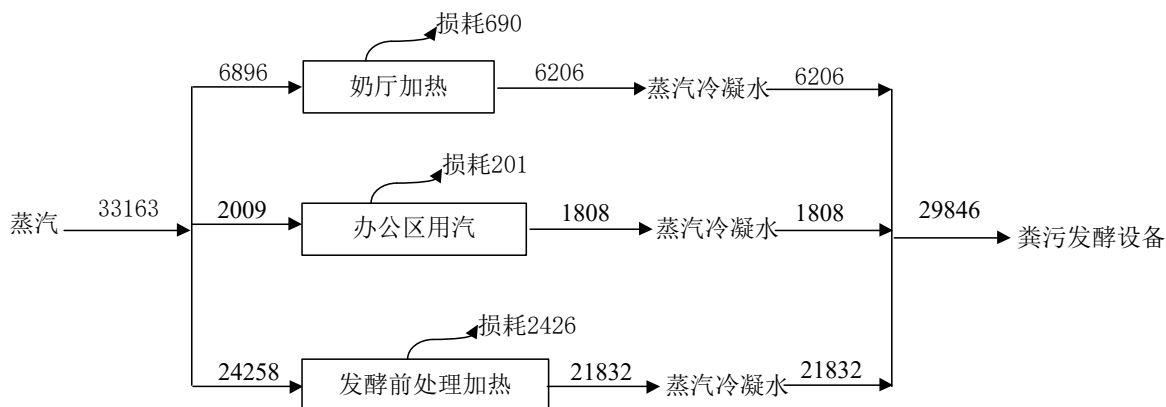 损耗690
6896
奶厅加热
6206
蒸汽冷凝水
6206
损耗201
蒸汽
33163
2009
办公区用汽
1808
蒸汽冷凝水
1808
29846
粪污发酵设备
损耗2426
24258
发酵前处理加热
21832
蒸汽冷凝水
21832